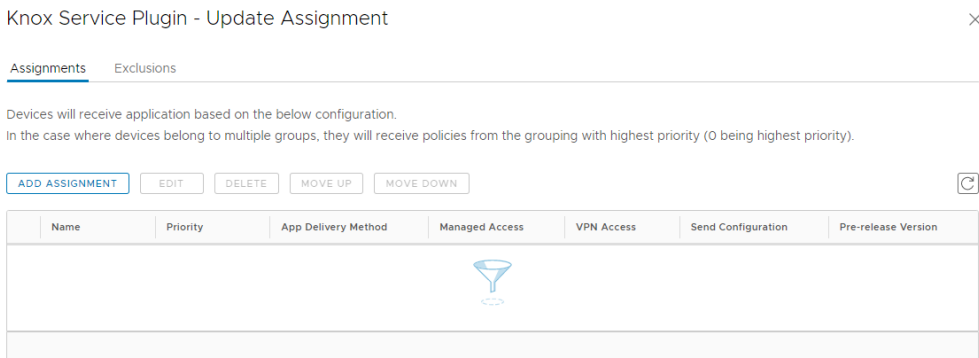 Knox Service Plugin - Update Assignment
Assignments Exclusions
Devices will receive application based on the below configuration.
In the case where devices belong to multiple groups, they will receive policies from the grouping with highest priority (0 being highest priority).
ADD ASSIGNMENT EDIT DELETE MOVE UP MOVE DOWN
Name Priority App Delivery Method Managed Access VPN Access Send Configuration Pre-release Version